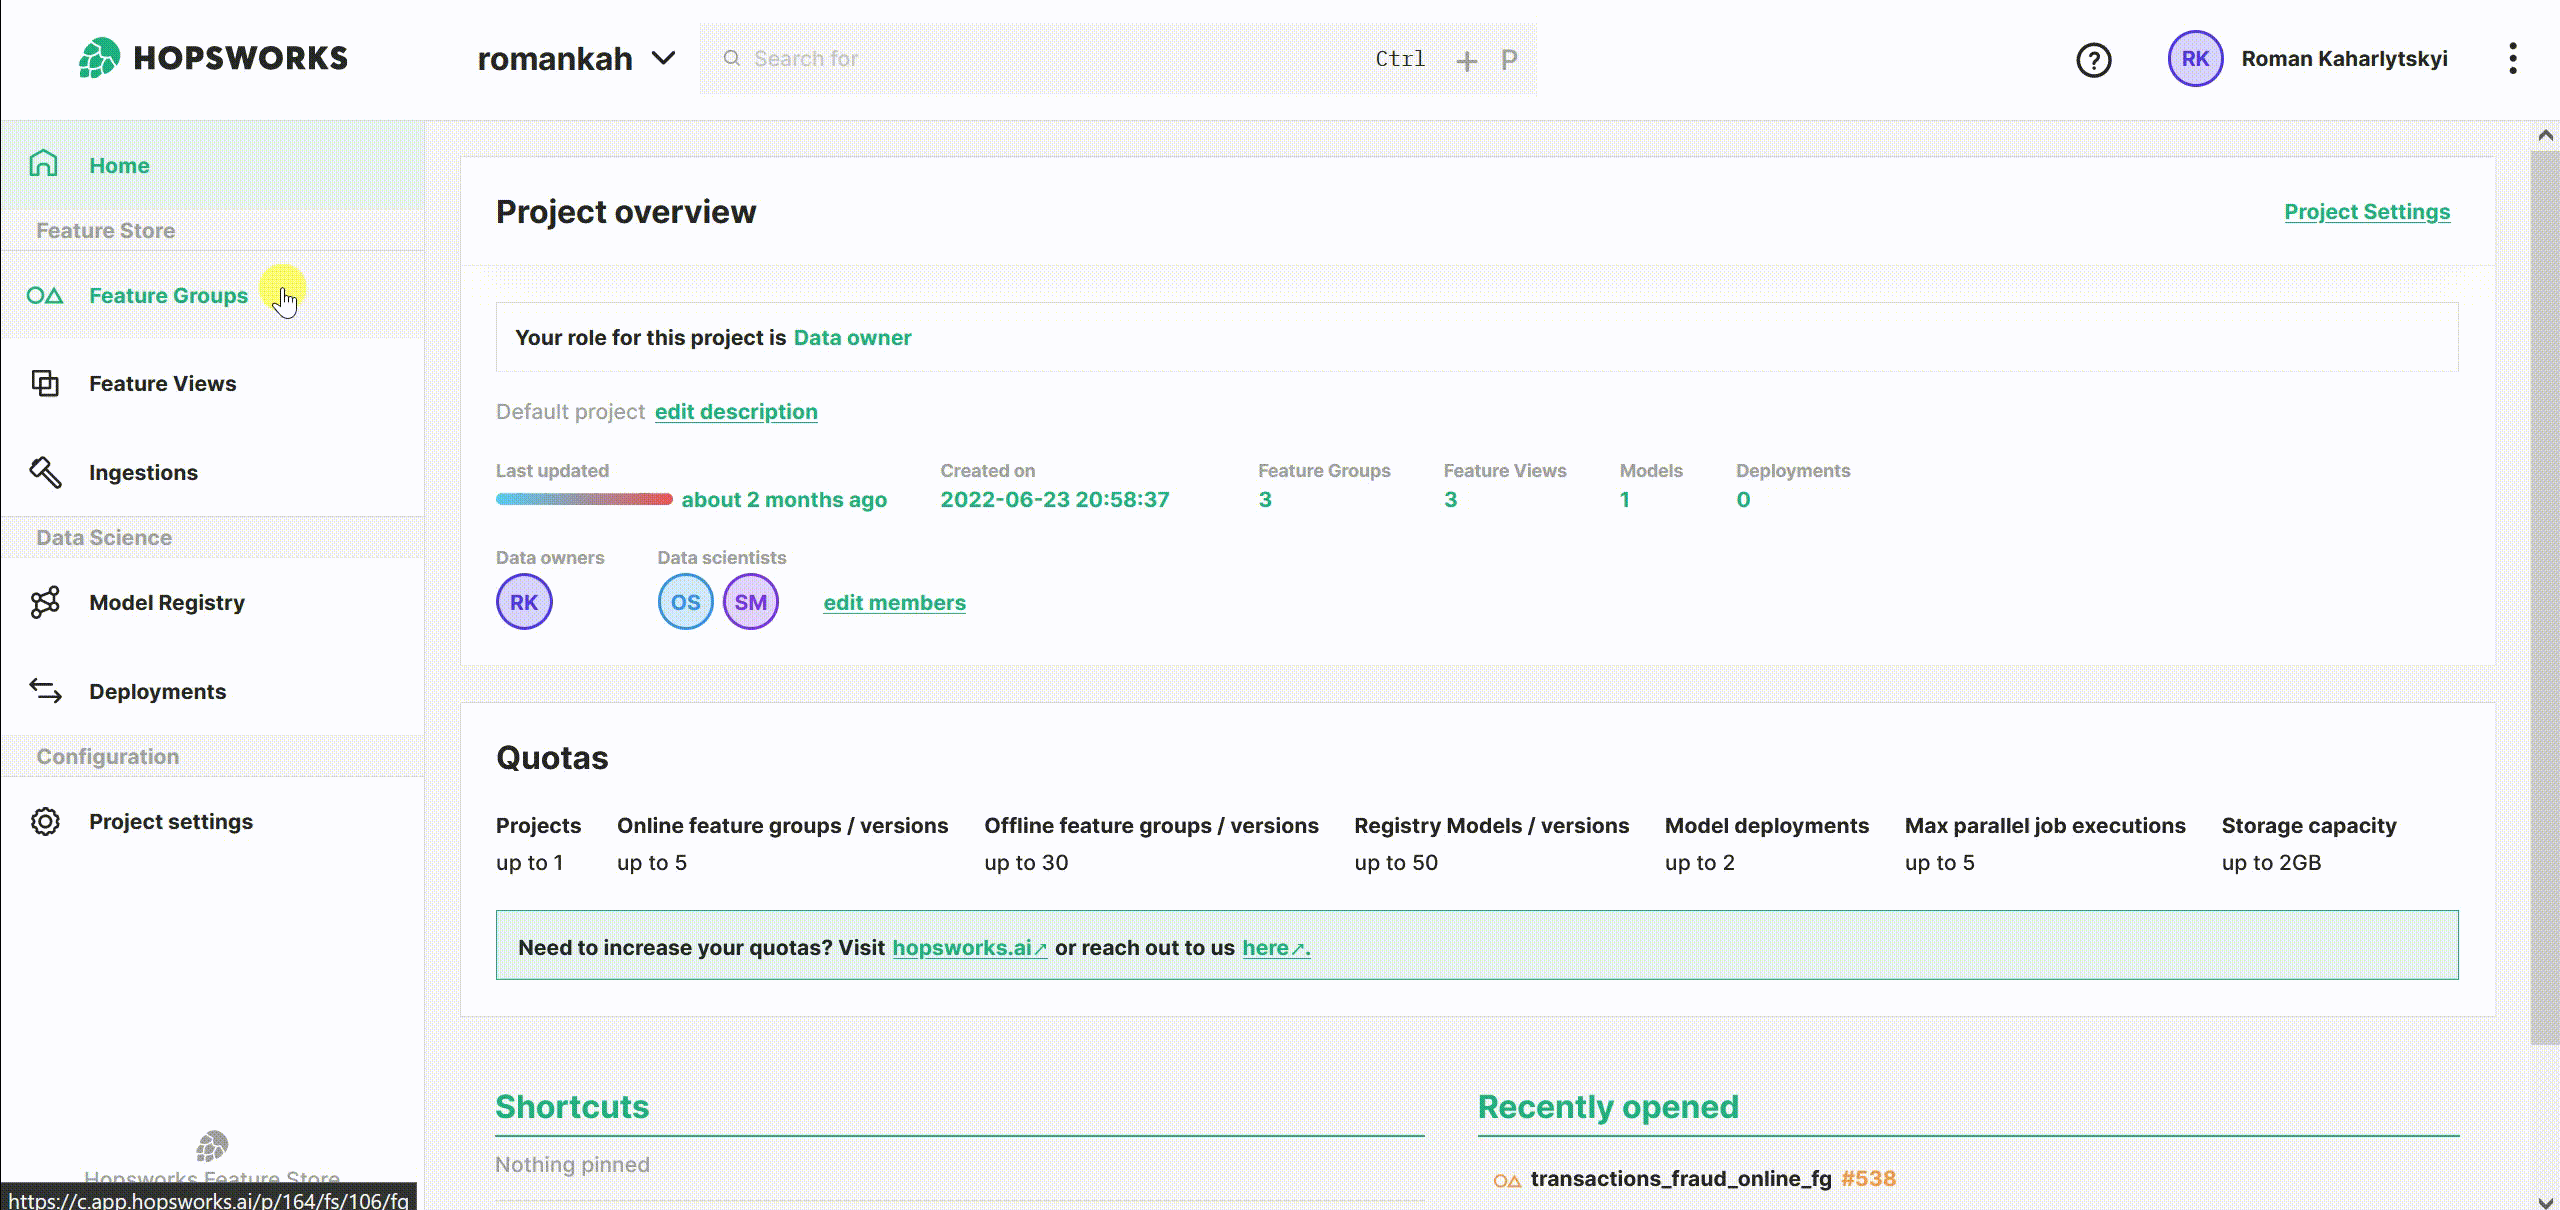 HOPSWORKS
romankah
Search for
Ctrl + P
RK
Roman Kaharlytskyi
Home
Feature Store
Feature Groups
Feature Views
Ingestions
Data Science
Model Registry
Deployments
Configuration
Project settings
Hopsworks Feature Store
https://c.app.hopsworks.ai/p/164/fs/106/fg
Project overview
Project Settings
Your role for this project is Data owner
Default project edit description
Last updated Created on Feature Groups Feature Views Models Deployments
about 2 months ago 2022-06-23 20:58:37 3 3 1 0
Data owners Data scientists
RK OS SM edit members
Quotas
Projects Online feature groups / versions Offline feature groups / versions Registry Models / versions Model deployments Max parallel job executions Storage capacity
up to 1 up to 5 up to 30 up to 50 up to 2 up to 5 up to 2GB
Need to increase your quotas? Visit hopsworks.ai↗ or reach out to us here↗.
Shortcuts
Nothing pinned
Recently opened
transactions_fraud_online_fg #538